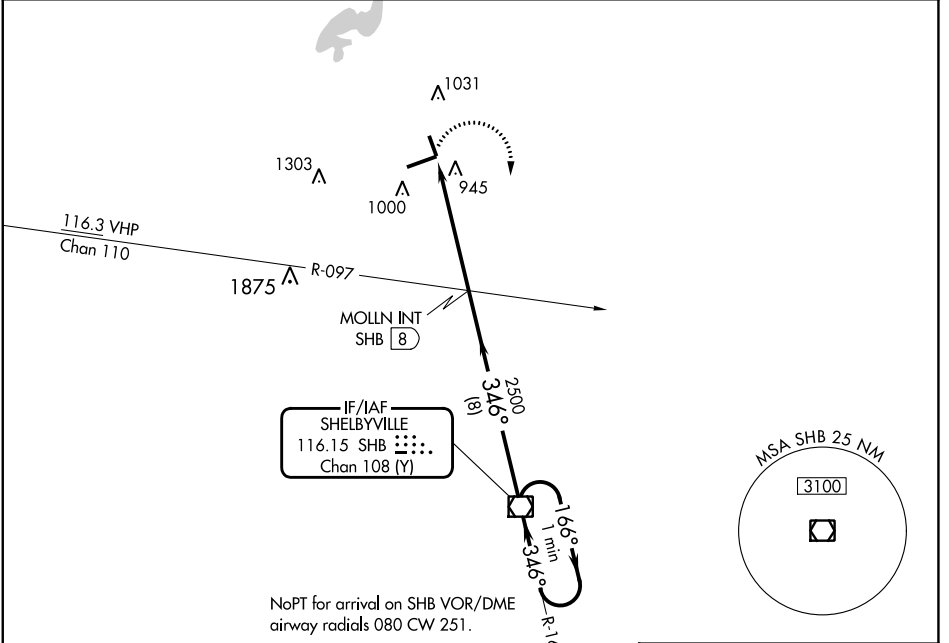 1031
1303
945
1000
116.3 VHP
Chan 110
R-097
1875
MOLLN INT
SHB 8
2500
346°
(8)
IF/IAF
SHELBYVILLE
116.15 SHB
Chan 108 (Y)
MSA SHB 25 NM
3100
166°
1 min
346°
NoPT for arrival on SHB VOR/DME
airway radials 080 CW 251.